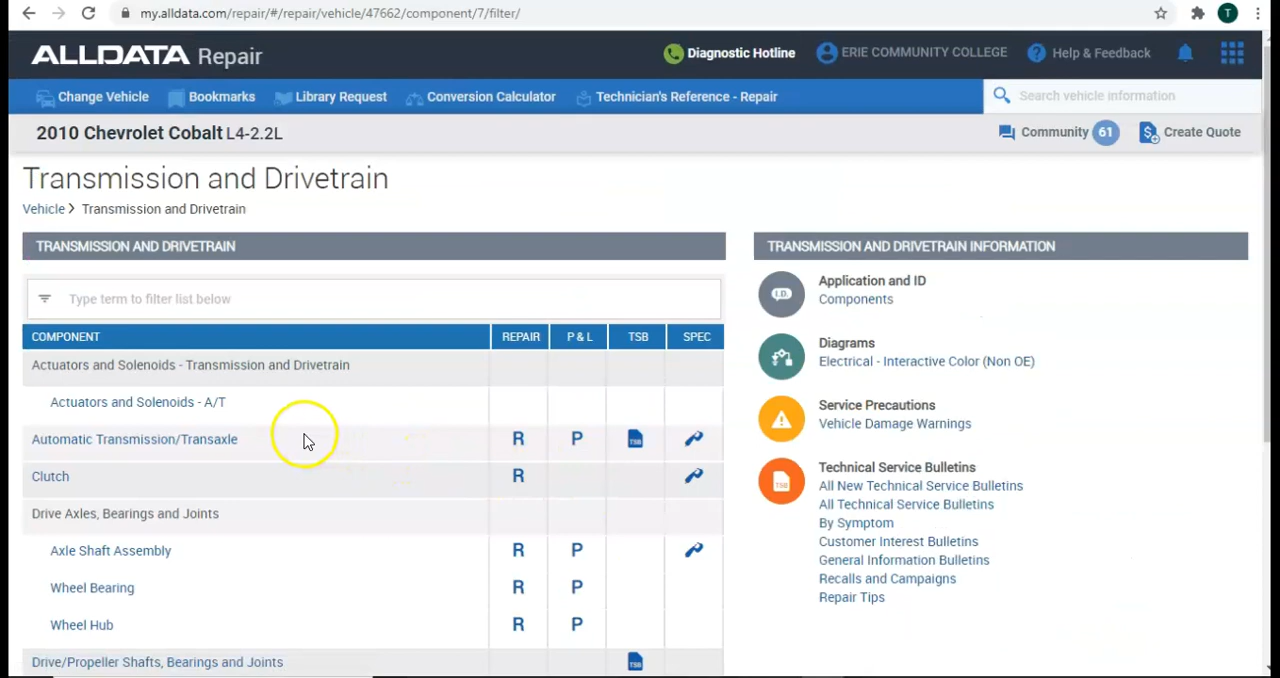 my.alldata.com/repair/#/repair/vehicle/47662/component/7/filter/
T
ALLDATA Repair
Diagnostic Hotline
ERIE COMMUNITY COLLEGE
Help & Feedback
Change Vehicle
Bookmarks
Library Request
Conversion Calculator
Technician's Reference - Repair
Search vehicle information
2010 Chevrolet Cobalt L4-2.2L
Community 61
Create Quote
Transmission and Drivetrain
Vehicle > Transmission and Drivetrain
TRANSMISSION AND DRIVETRAIN
Type term to filter list below
COMPONENT REPAIR P & L TSB SPEC
Actuators and Solenoids - Transmission and Drivetrain
Actuators and Solenoids - A/T
Automatic Transmission/Transaxle R P TSB
Clutch R
Drive Axles, Bearings and Joints
Axle Shaft Assembly R P
Wheel Bearing R P
Wheel Hub R P
Drive/Propeller Shafts, Bearings and Joints TSB
TRANSMISSION AND DRIVETRAIN INFORMATION
I.D.
Application and ID
Components
Diagrams
Electrical - Interactive Color (Non OE)
Service Precautions
Vehicle Damage Warnings
TSB
Technical Service Bulletins
All New Technical Service Bulletins
All Technical Service Bulletins
By Symptom
Customer Interest Bulletins
General Information Bulletins
Recalls and Campaigns
Repair Tips